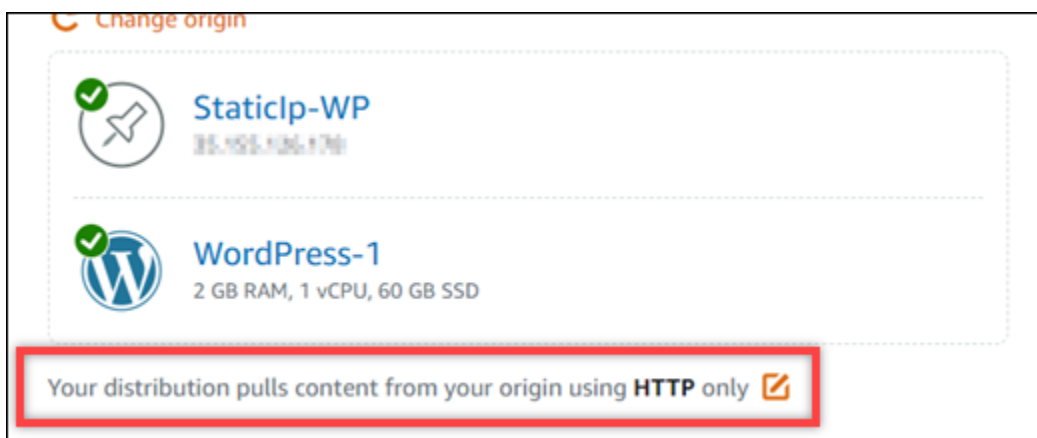 Change origin
StaticIp-WP
WordPress-1
2 GB RAM, 1 vCPU, 60 GB SSD
Your distribution pulls content from your origin using HTTP only